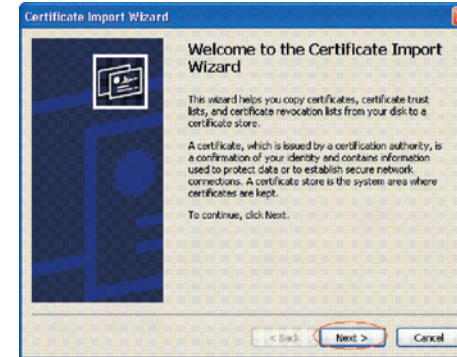 Certificate Import Wizard
Welcome to the Certificate Import
Wizard
This wizard helps you copy certificates, certificate trust
lists, and certificate revocation lists from your disk to a
certificate store.
A certificate, which is issued by a certification authority, is
a confirmation of your identity and contains information
used to protect data or to establish secure network
connections. A certificate store is the system area where
certificates are kept.
To continue, click Next.
< Back
Next >
Cancel